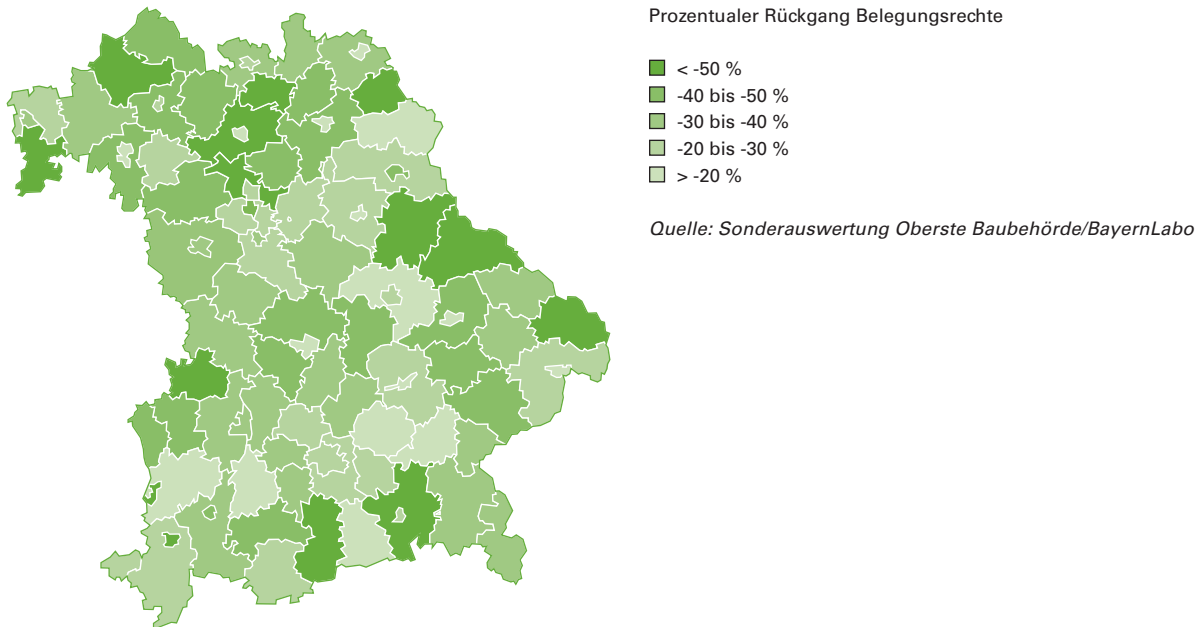 Prozentualer Rückgang Belegungsrechte
< -50 %
-40 bis -50 %
-30 bis -40 %
-20 bis -30 %
> -20 %
Quelle: Sonderauswertung Oberste Baubehörde/BayernLabo